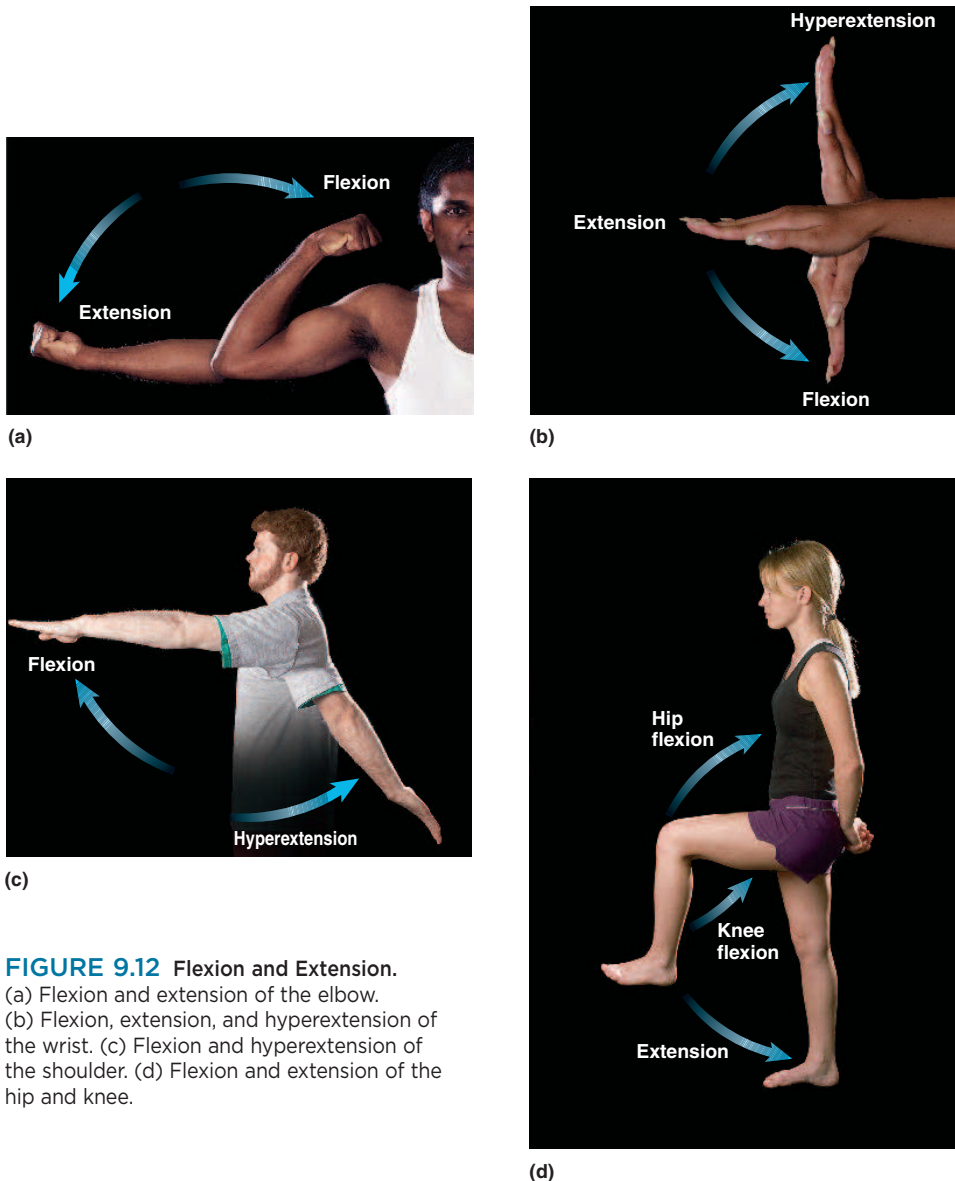 Flexion
Extension
(a)
Hyperextension
Extension
Flexion
(b)
Flexion
Hyperextension
(c)
Hip
flexion
Knee
flexion
Extension
(d)
FIGURE 9.12 Flexion and Extension.
(a) Flexion and extension of the elbow.
(b) Flexion, extension, and hyperextension of
the wrist. (c) Flexion and hyperextension of
the shoulder. (d) Flexion and extension of the
hip and knee.